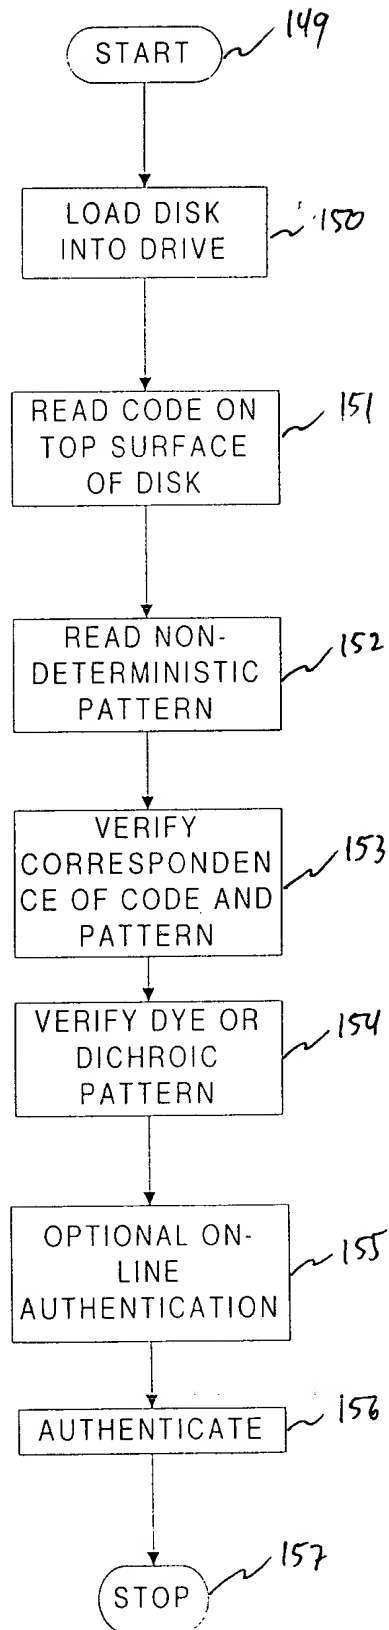 START 149
LOAD DISK 150
INTO DRIVE
READ CODE ON 151
TOP SURFACE
OF DISK
READ NON- 152
DETERMINISTIC
PATTERN
VERIFY
CORRESPONDEN 153
CE OF CODE AND
PATTERN
VERIFY DYE OR 154
DICHROIC
PATTERN
OPTIONAL ON- 155
LINE
AUTHENTICATION
AUTHENTICATE 156
STOP 157